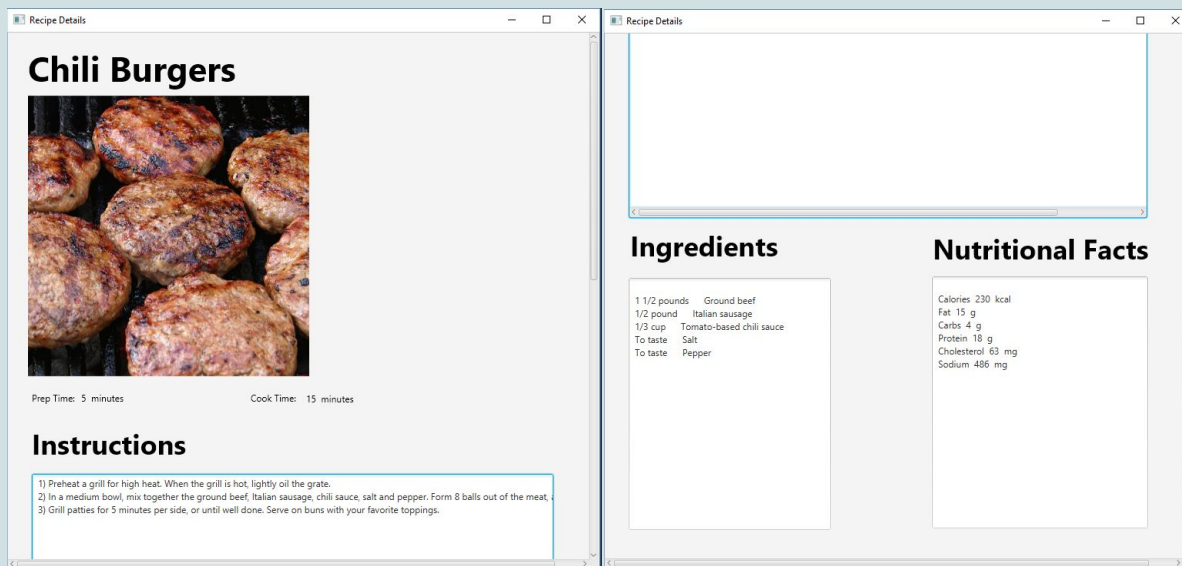 Recipe Details
Chili Burgers
Prep Time: 5 minutes
Cook Time: 15 minutes
Instructions
1) Preheat a grill for high heat. When the grill is hot, lightly oil the grate.
2) In a medium bowl, mix together the ground beef, Italian sausage, chili sauce, salt and pepper. Form 8 balls out of the meat,
3) Grill patties for 5 minutes per side, or until well done. Serve on buns with your favorite toppings.
Recipe Details
Ingredients
1 1/2 pounds Ground beef
1/2 pound Italian sausage
1/3 cup Tomato-based chili sauce
To taste Salt
To taste Pepper
Nutritional Facts
Calories 230 kcal
Fat 15 g
Carbs 4 g
Protein 18 g
Cholesterol 63 mg
Sodium 486 mg